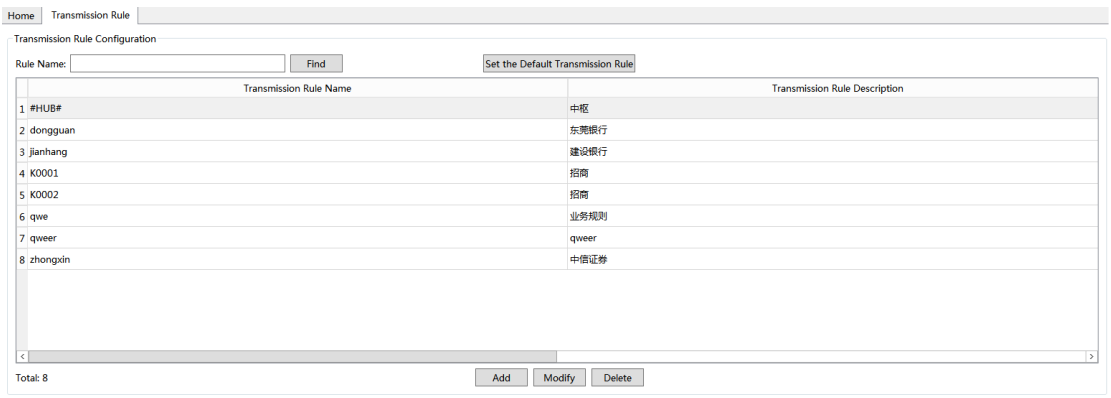 Home Transmission Rule
Transmission Rule Configuration
Rule Name: Find Set the Default Transmission Rule
Transmission Rule Name Transmission Rule Description
1 #HUB# 中枢
2 dongguan 东莞银行
3 jianhang 建设银行
4 K0001 招商
5 K0002 招商
6 qwe 业务规则
7 qweer qweer
8 zhongxin 中信证券
Total: 8 Add Modify Delete